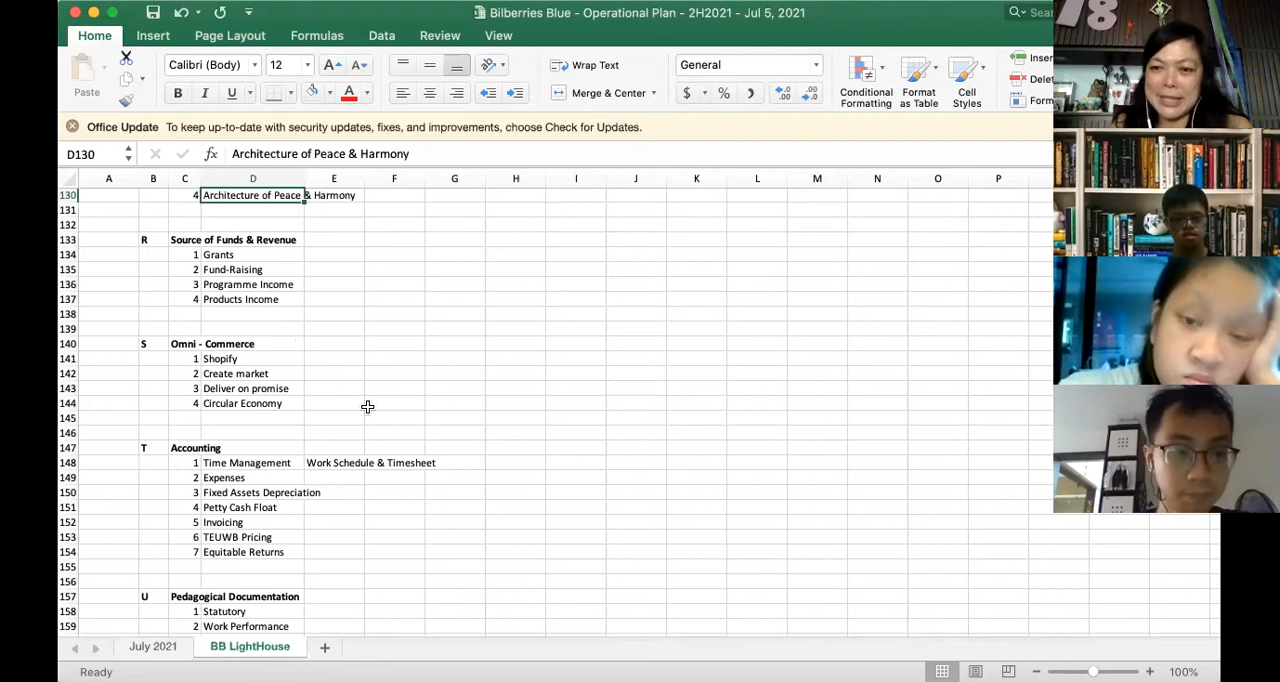 Bilberries Blue - Operational Plan - 2H2021 - Jul 5, 2021
Home Insert Page Layout Formulas Data Review View
Paste
Calibri (Body) 12
Wrap Text
Merge & Center
General
Conditional Formatting
Format as Table
Cell Styles
Office Update To keep up-to-date with security updates, fixes, and improvements, choose Check for Updates.
D130 fx Architecture of Peace & Harmony
A B C D E F G H I J K L M N O P
130 4 Architecture of Peace & Harmony
131
132
133 R Source of Funds & Revenue
134 1 Grants
135 2 Fund-Raising
136 3 Programme Income
137 4 Products Income
138
139
140 S Omni - Commerce
141 1 Shopify
142 2 Create market
143 3 Deliver on promise
144 4 Circular Economy
145
146
147 T Accounting
148 1 Time Management Work Schedule & Timesheet
149 2 Expenses
150 3 Fixed Assets Depreciation
151 4 Petty Cash Float
152 5 Invoicing
153 6 TEUWB Pricing
154 7 Equitable Returns
155
156
157 U Pedagogical Documentation
158 1 Statutory
159 2 Work Performance
July 2021 BB LightHouse
Ready 100%
78